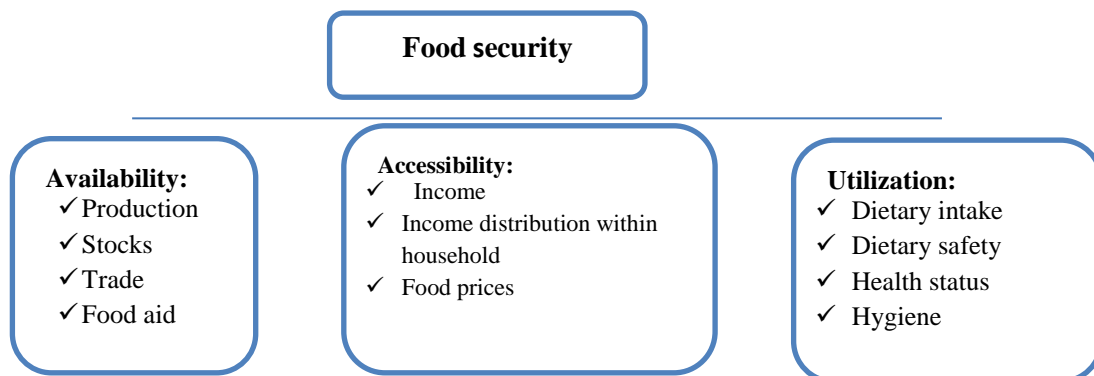 Food security
Availability:
✓ Production
✓ Stocks
✓ Trade
✓ Food aid
Accessibility:
✓ Income
✓ Income distribution within
household
✓ Food prices
Utilization:
✓ Dietary intake
✓ Dietary safety
✓ Health status
✓ Hygiene